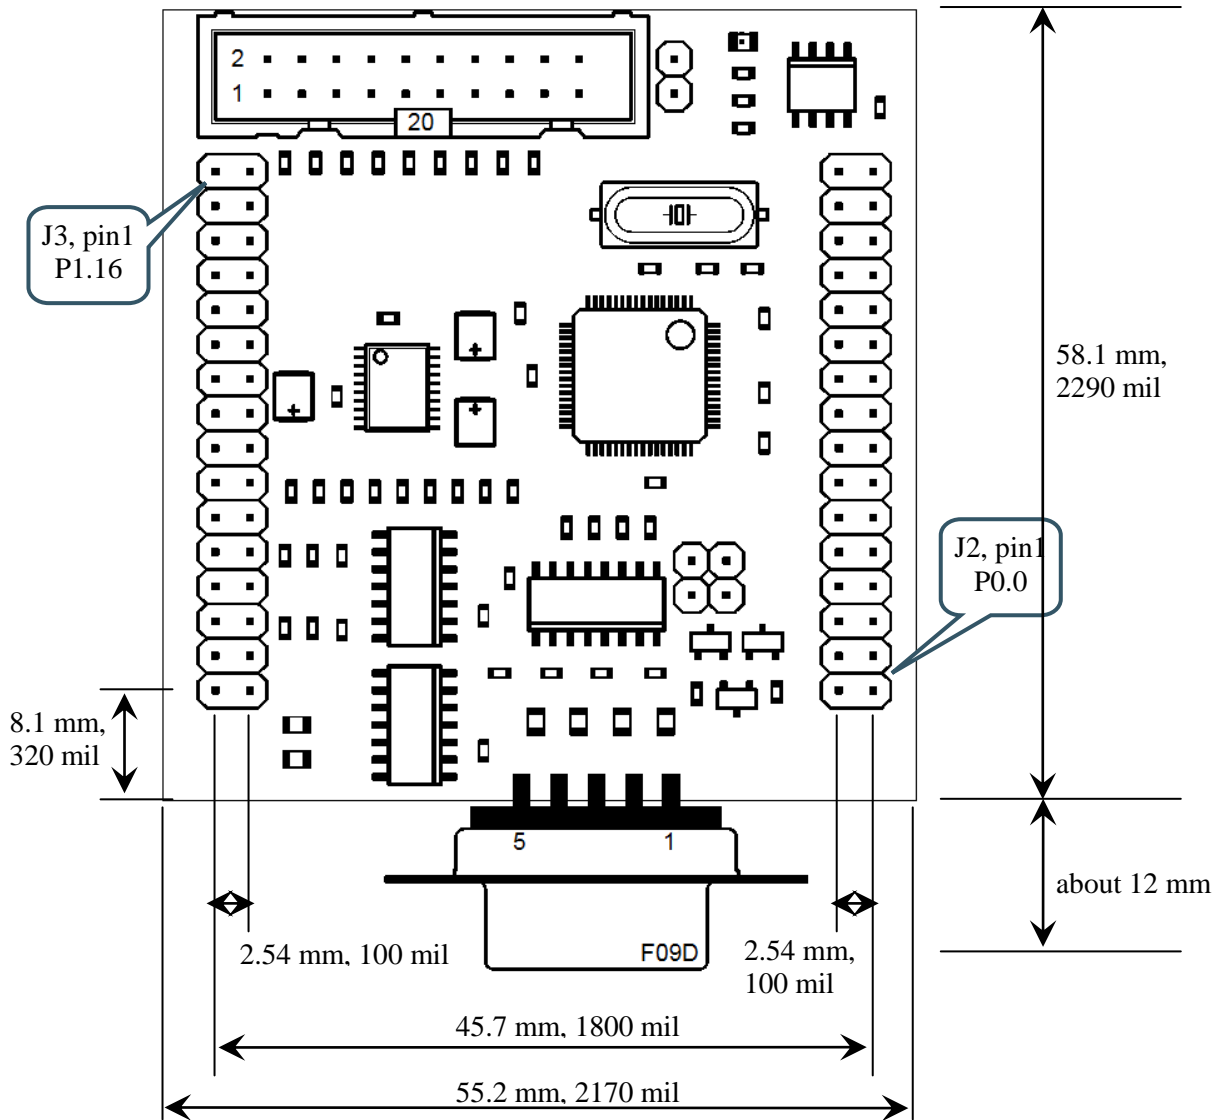 2
1
20
J3, pin1
P1.16
58.1 mm,
2290 mil
J2, pin1
P0.0
8.1 mm,
320 mil
5 1
about 12 mm
2.54 mm, 100 mil
F09D
2.54 mm,
100 mil
45.7 mm, 1800 mil
55.2 mm, 2170 mil